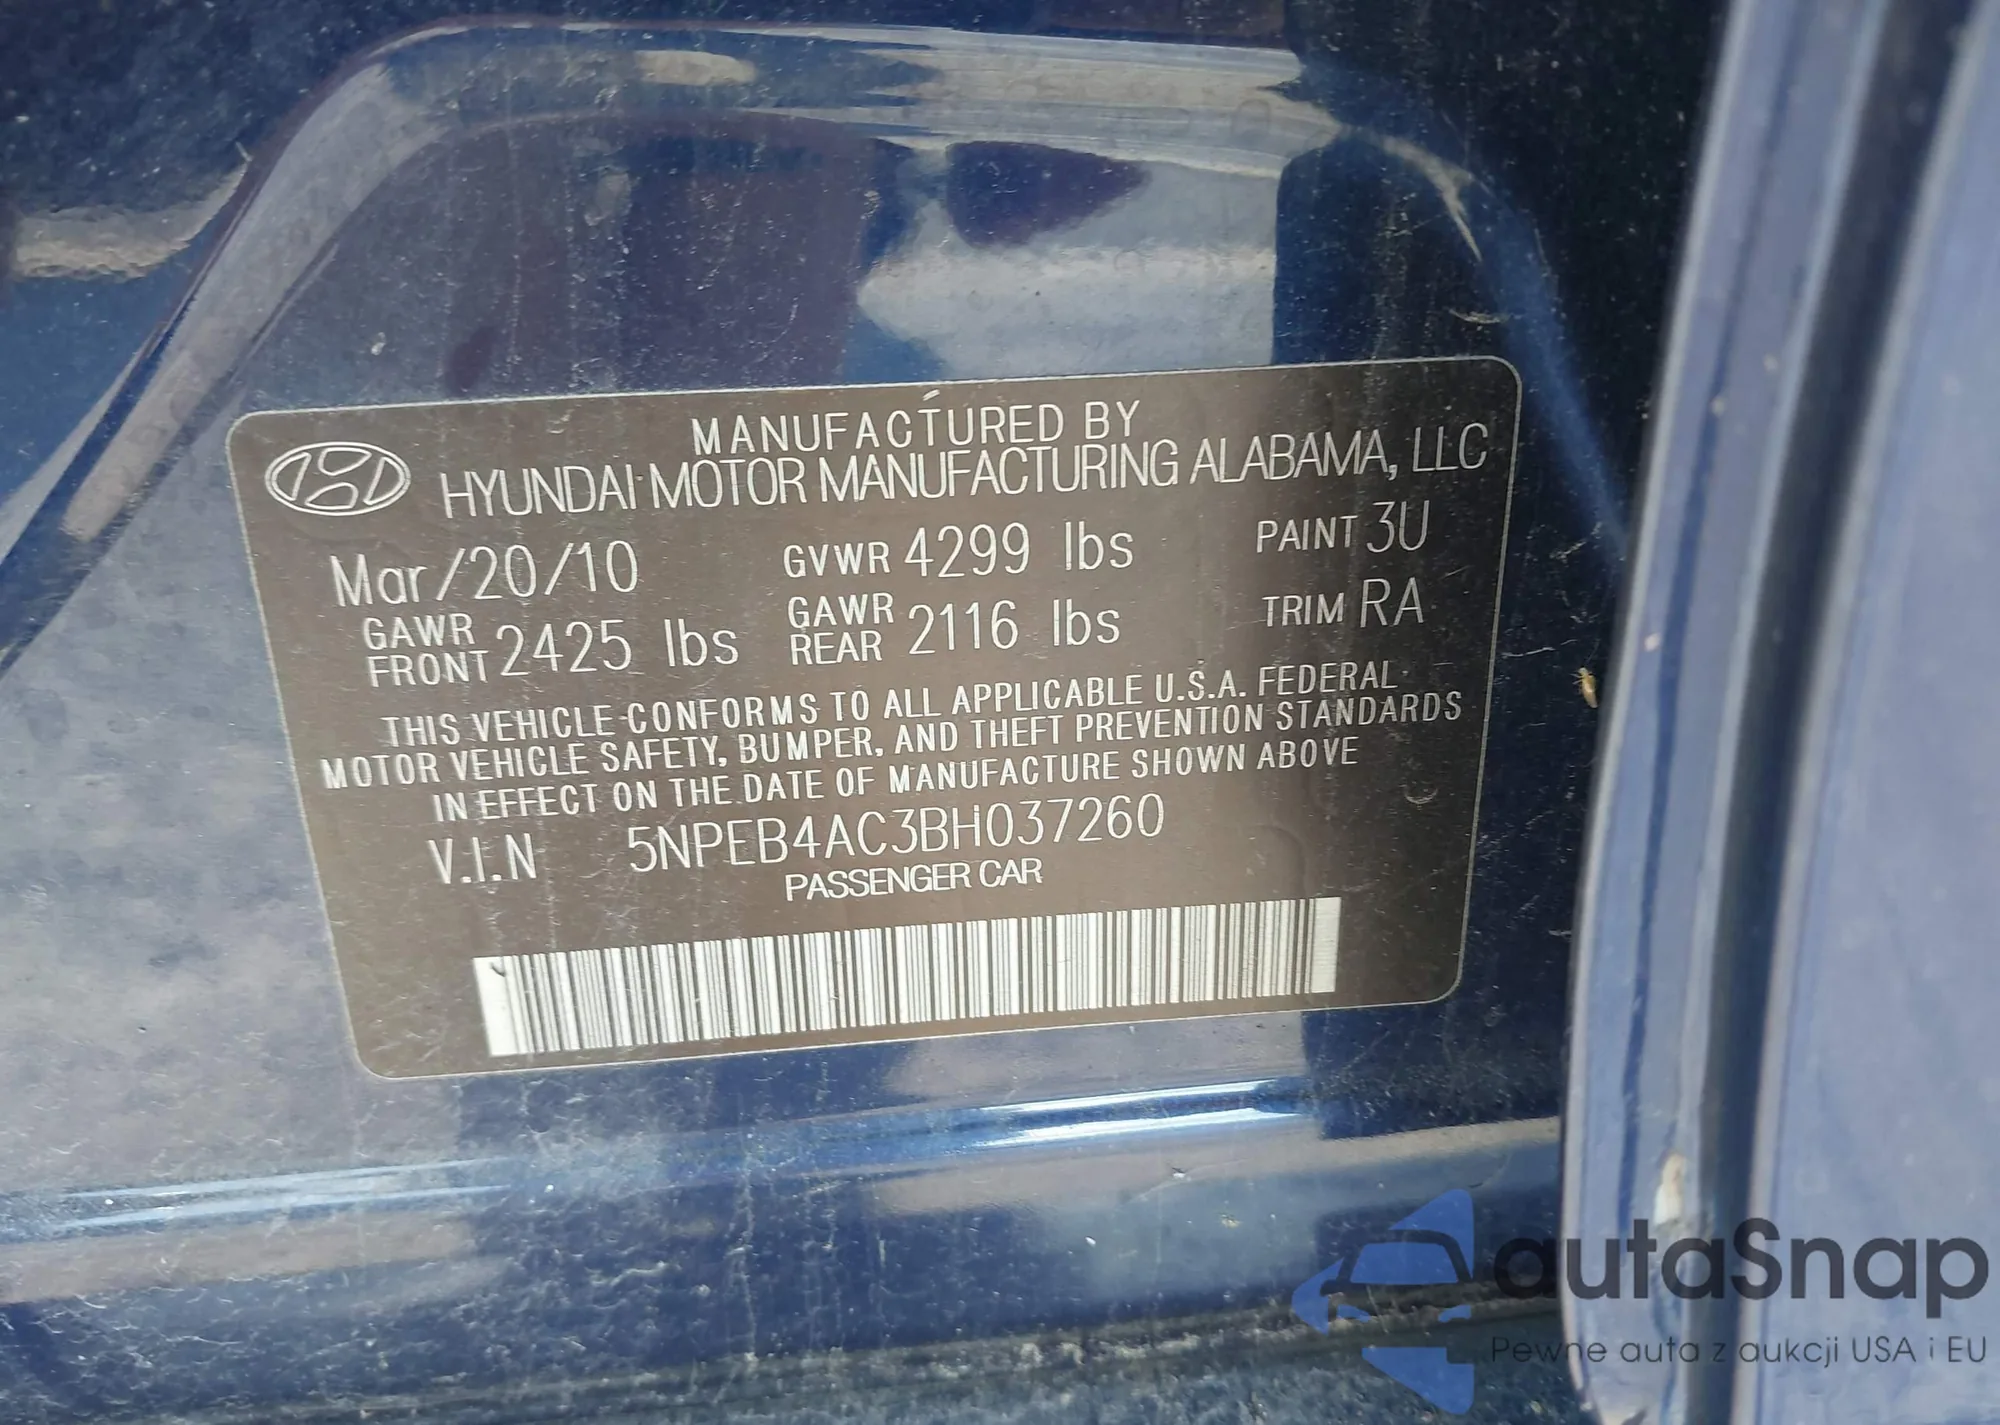 MANUFACTURED BY
HYUNDAI MOTOR MANUFACTURING ALABAMA, LLC
Mar/20/10 GVWR 4299 lbs PAINT 3U
GAWR FRONT 2425 lbs GAWR REAR 2116 lbs TRIM RA
THIS VEHICLE CONFORMS TO ALL APPLICABLE U.S.A. FEDERAL
MOTOR VEHICLE SAFETY, BUMPER, AND THEFT PREVENTION STANDARDS
IN EFFECT ON THE DATE OF MANUFACTURE SHOWN ABOVE
V.I.N 5NPEB4AC3BH037260
PASSENGER CAR
autaSnap
Pewne auta z aukcji USA i EU